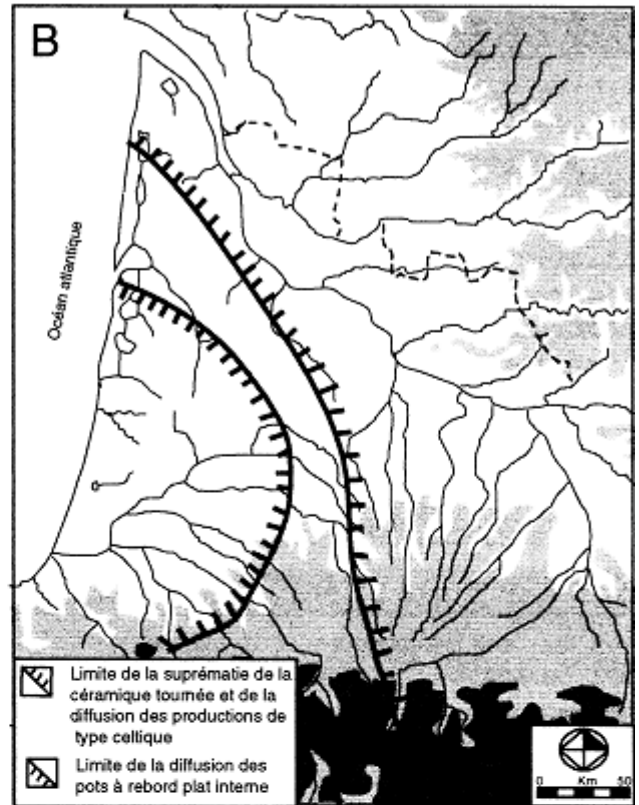 B
Océan atlantique
Limite de la suprématie de la
céramique tournée et de la
diffusion des productions de
type celtique
Limite de la diffusion des
pots à rebord plat interne
0 Km 50